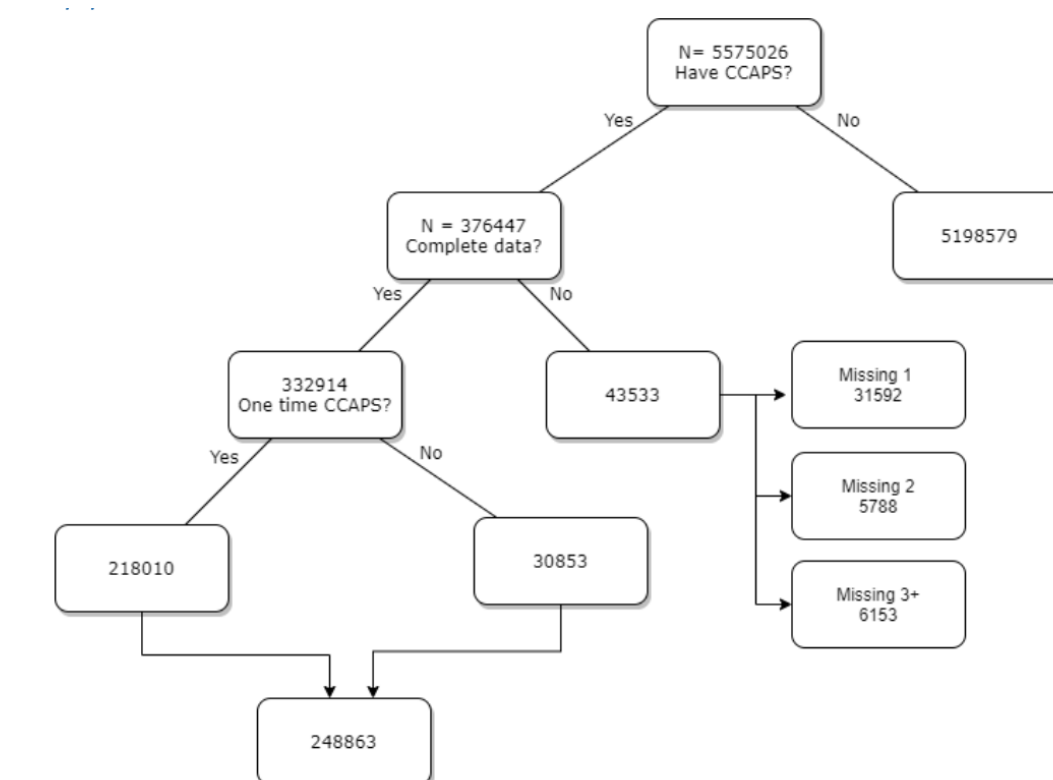 N= 5575026
Have CCAPS?
Yes
No
N = 376447
Complete data?
5198579
Yes
No
332914
One time CCAPS?
43533
Missing 1
31592
Yes
No
Missing 2
5788
218010
30853
Missing 3+
6153
248863